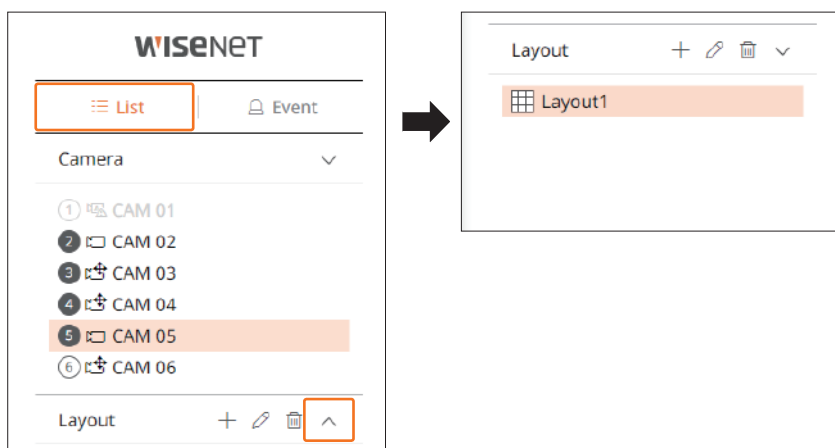 WISENET
List
Event
Camera
1 CAM 01
2 CAM 02
3 CAM 03
4 CAM 04
5 CAM 05
6 CAM 06
Layout
Layout
Layout1